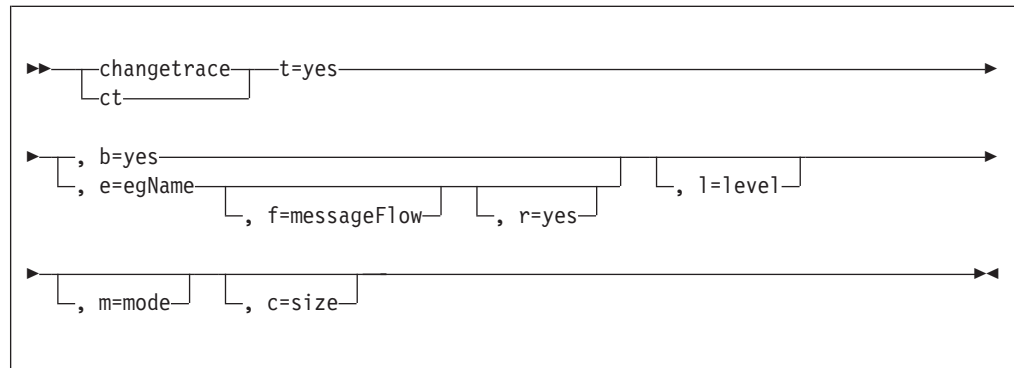 changetrace t=yes
ct
, b=yes
, e=egName , l=level
, f=messageFlow , r=yes
, m=mode , c=size